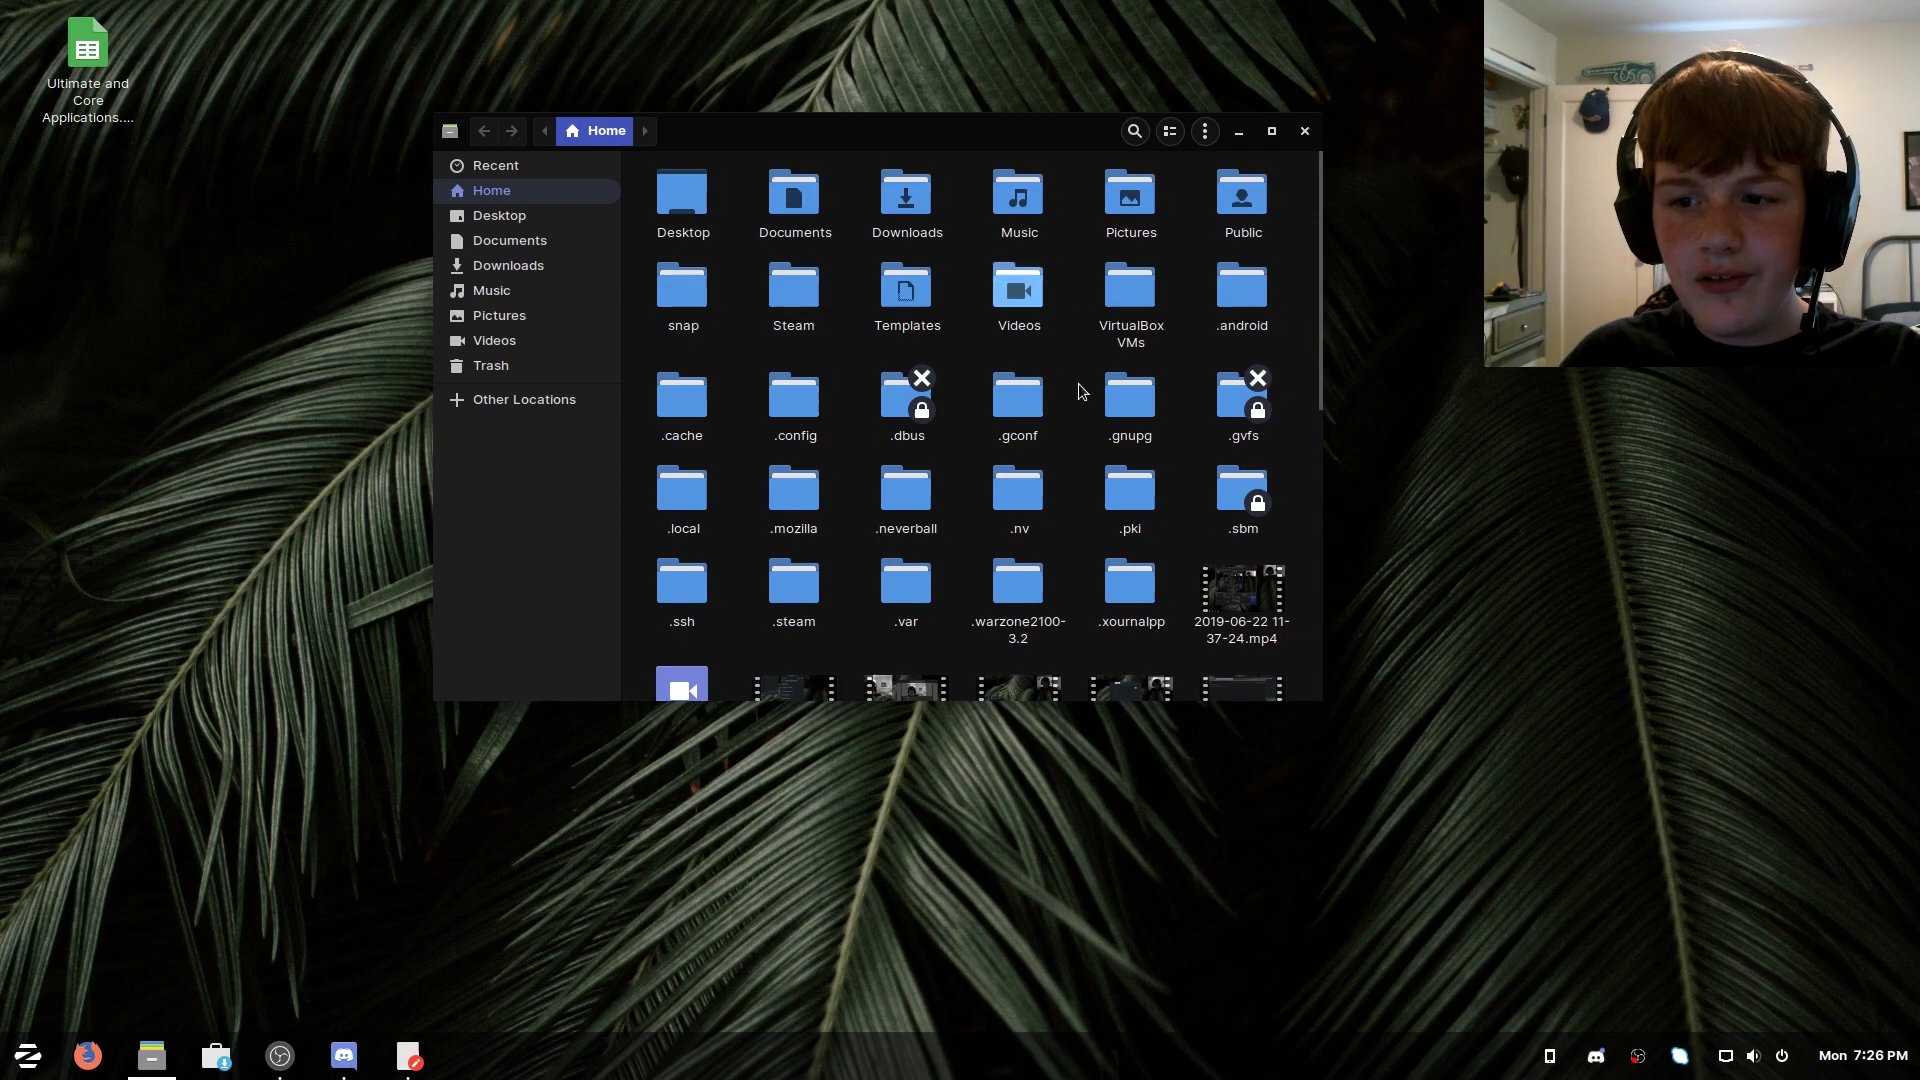 Ultimate and
Core
Applications....
Home
Recent
Home
Desktop
Documents
Downloads
Music
Pictures
Videos
Trash
Other Locations
Desktop
Documents
Downloads
Music
Pictures
Public
snap
Steam
Templates
Videos
VirtualBox
VMs
.android
.cache
.config
.dbus
.gconf
.gnupg
.gvfs
.local
.mozilla
.neverball
.nv
.pki
.sbm
.ssh
.steam
.var
.warzone2100-
3.2
.xournalpp
2019-06-22 11-
37-24.mp4
Mon 7:26 PM